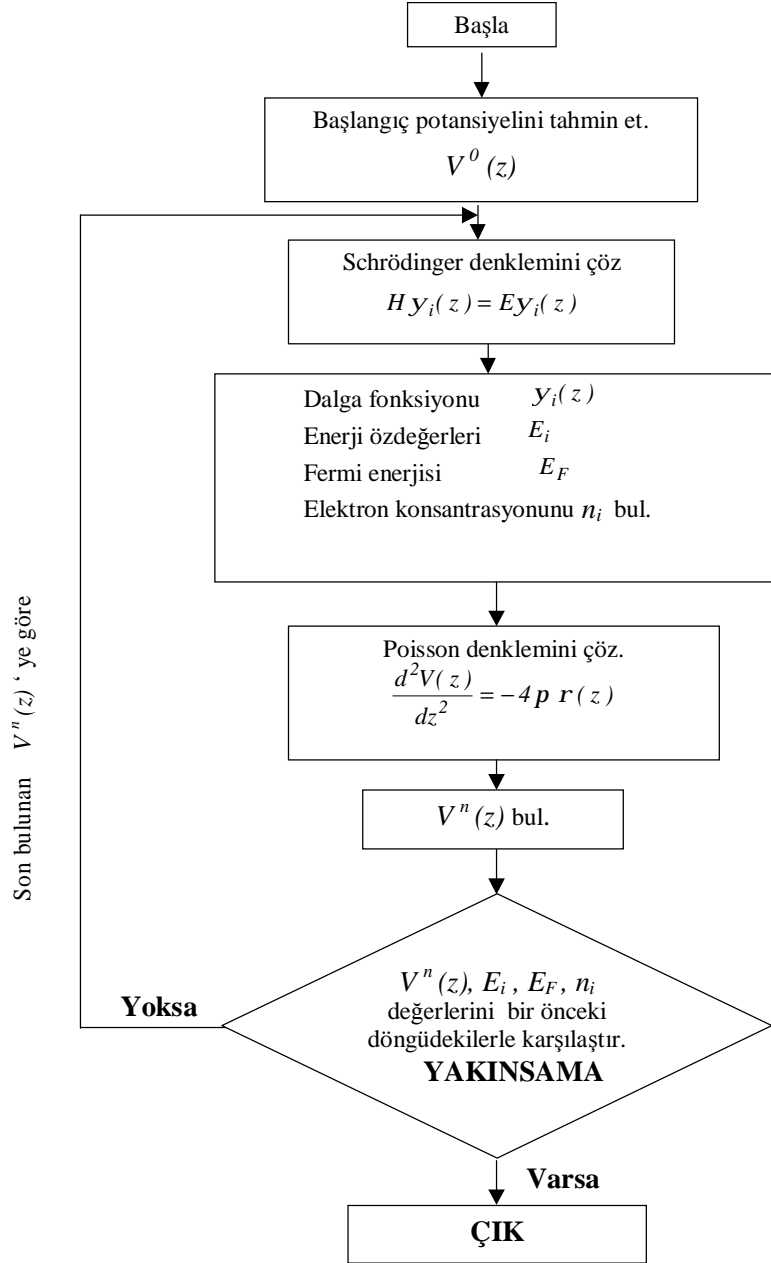 Başla
Başlangıç potansiyelini tahmin et.
V⁰(z)
Schrödinger denklemini çöz
H y_i(z) = E y_i(z)
Dalga fonksiyonu y_i(z)
Enerji özdeğerleri E_i
Fermi enerjisi E_F
Elektron konsantrasyonunu n_i bul.
Poisson denklemini çöz.
d²V(z)/dz² = −4 p r(z)
Vⁿ(z) bul.
Vⁿ(z), E_i , E_F, n_i
değerlerini bir önceki
döngüdekilerle karşılaştır.
YAKINSAMA
Yoksa
Son bulunan Vⁿ(z) ‘ ye göre
Varsa
ÇIK